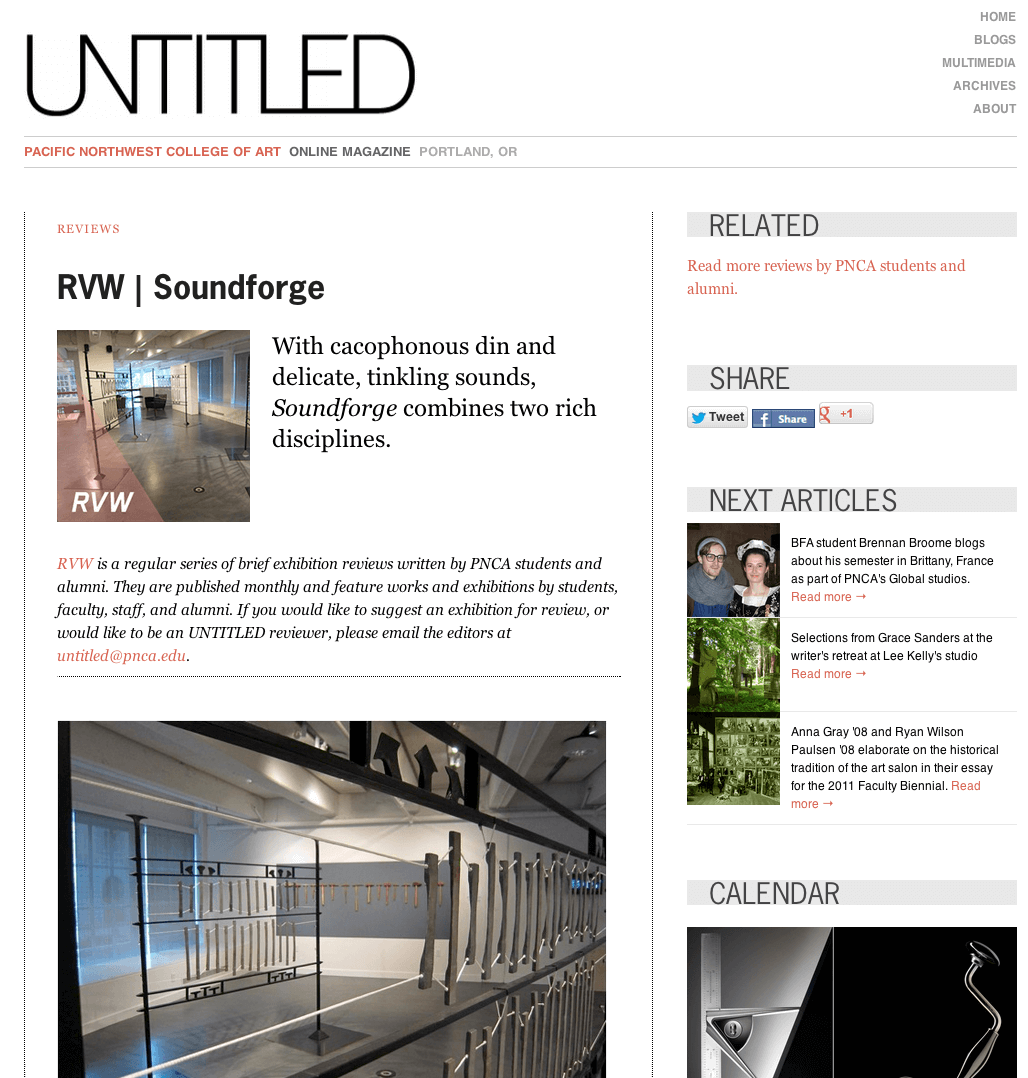 UNTITLED
HOME
BLOGS
MULTIMEDIA
ARCHIVES
ABOUT
PACIFIC NORTHWEST COLLEGE OF ART ONLINE MAGAZINE PORTLAND, OR
REVIEWS
RVW | Soundforge
RVW
With cacophonous din and
delicate, tinkling sounds,
Soundforge combines two rich
disciplines.
RVW is a regular series of brief exhibition reviews written by PNCA students and
alumni. They are published monthly and feature works and exhibitions by students,
faculty, staff, and alumni. If you would like to suggest an exhibition for review, or
would like to be an UNTITLED reviewer, please email the editors at
untitled@pnca.edu.
RELATED
Read more reviews by PNCA students and
alumni.
SHARE
Tweet
f Share
g +1
NEXT ARTICLES
BFA student Brennan Broome blogs
about his semester in Brittany, France
as part of PNCA's Global studios.
Read more →
Selections from Grace Sanders at the
writer's retreat at Lee Kelly's studio
Read more →
Anna Gray '08 and Ryan Wilson
Paulsen '08 elaborate on the historical
tradition of the art salon in their essay
for the 2011 Faculty Biennial. Read
more →
CALENDAR